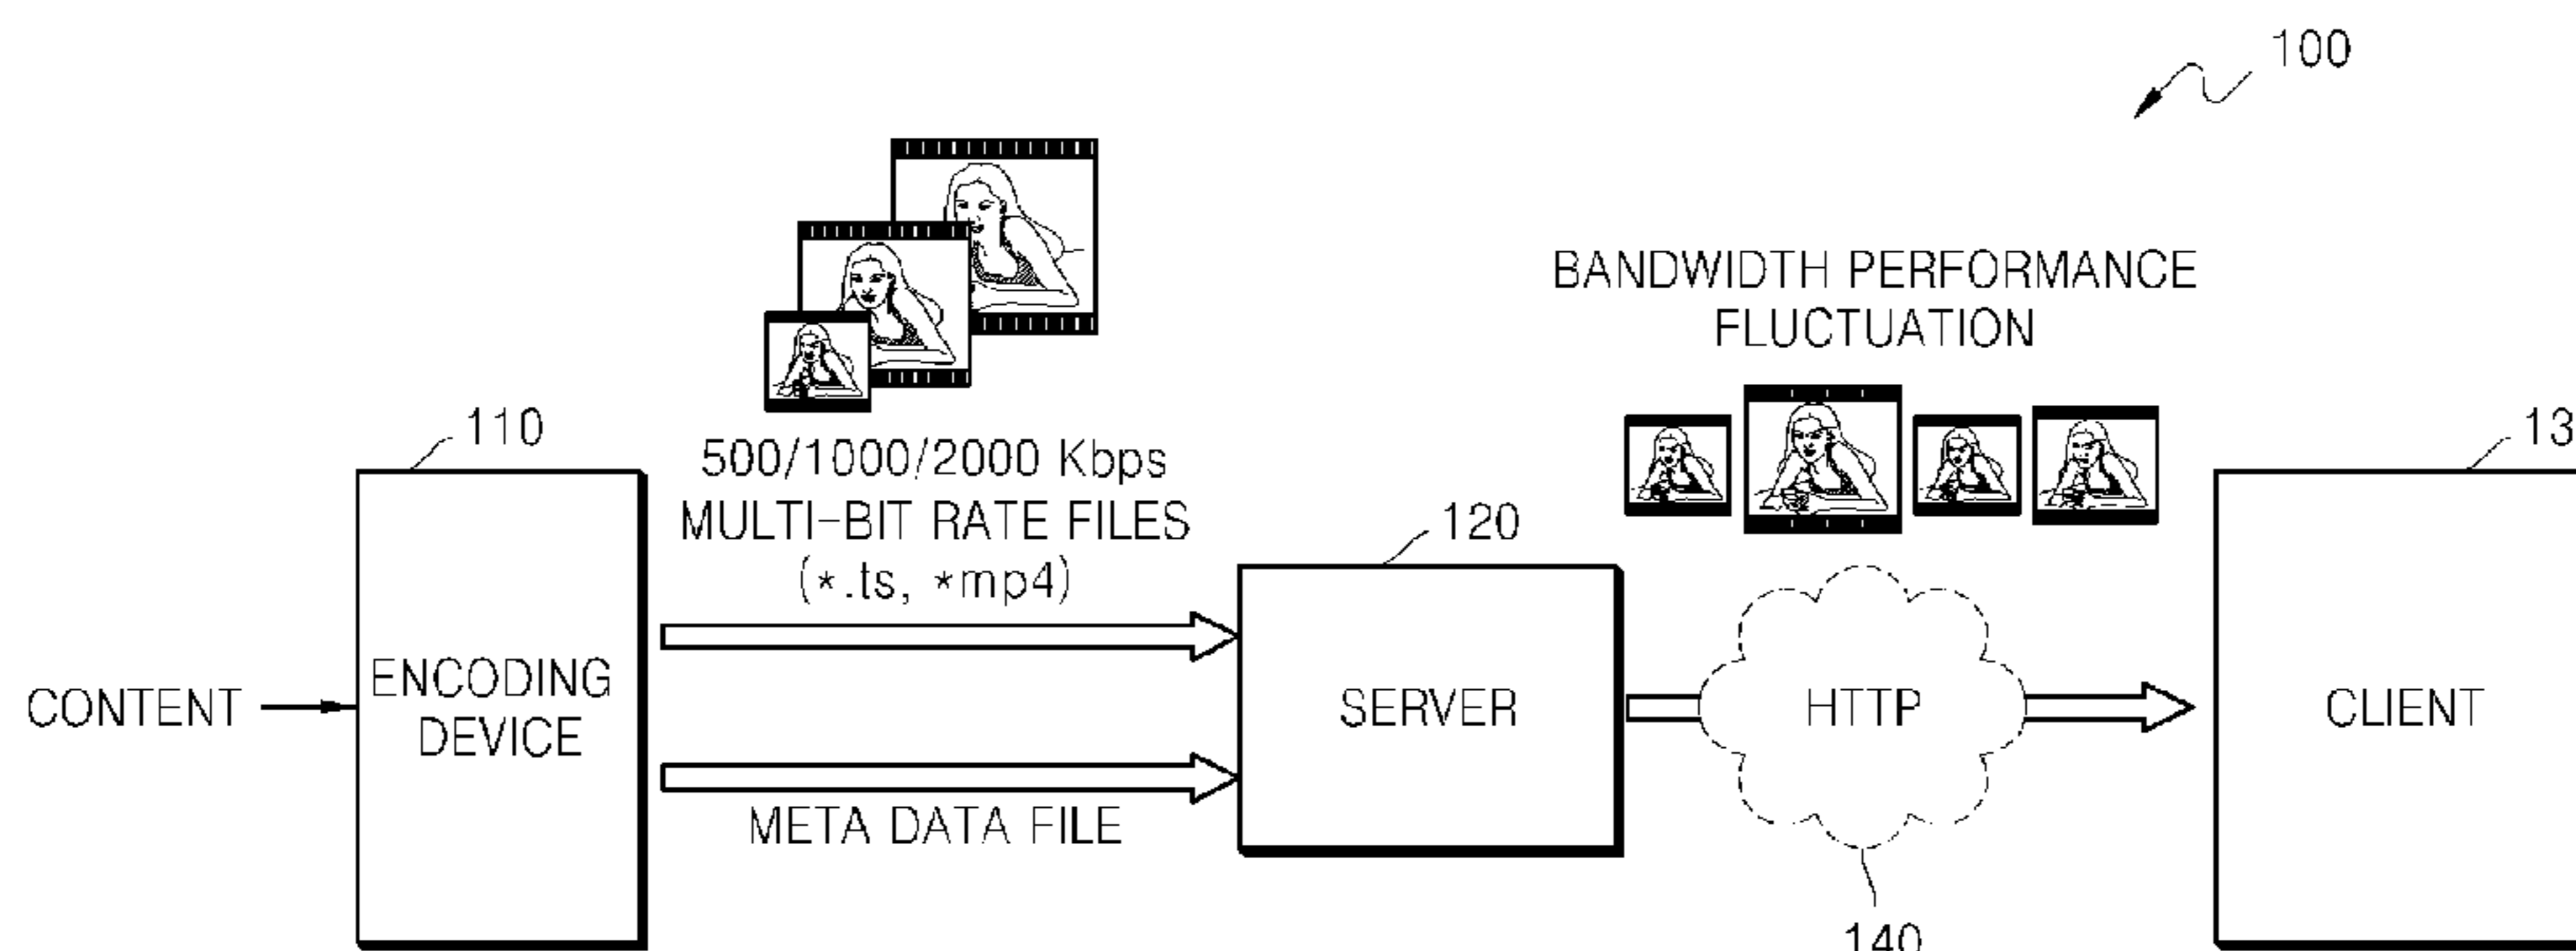 100
BANDWIDTH PERFORMANCE
FLUCTUATION
110
500/1000/2000 Kbps
MULTI-BIT RATE FILES
(*.ts, *mp4)
120
13
CONTENT
ENCODING
DEVICE
SERVER
HTTP
CLIENT
META DATA FILE
140